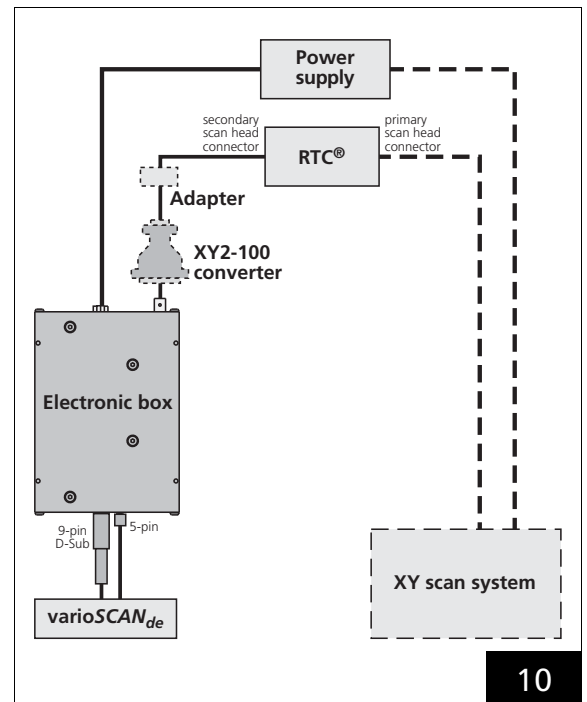 Power
supply
secondary
scan head
connector
primary
scan head
connector
RTC®
Adapter
XY2-100
converter
Electronic box
9-pin
D-Sub
5-pin
XY scan system
varioSCANde
10